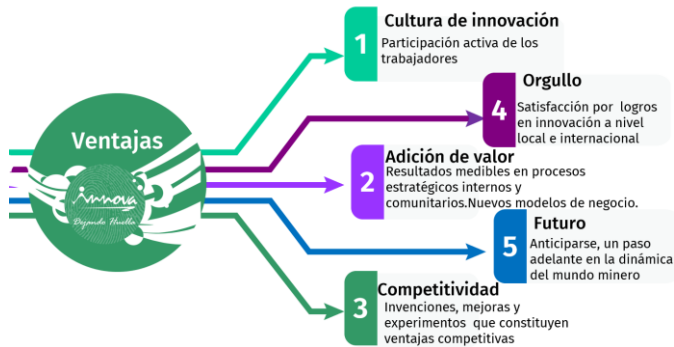 Ventajas
innova
Dejando Huella
1
Cultura de innovación
Participación activa de los
trabajadores
4
Orgullo
Satisfacción por logros
en innovación a nivel
local e internacional
2
Adición de valor
Resultados medibles en procesos
estratégicos internos y
comunitarios.Nuevos modelos de negocio.
5
Futuro
Anticiparse, un paso
adelante en la dinámica
del mundo minero
3
Competitividad
Invenciones, mejoras y
experimentos que constituyen
ventajas competitivas